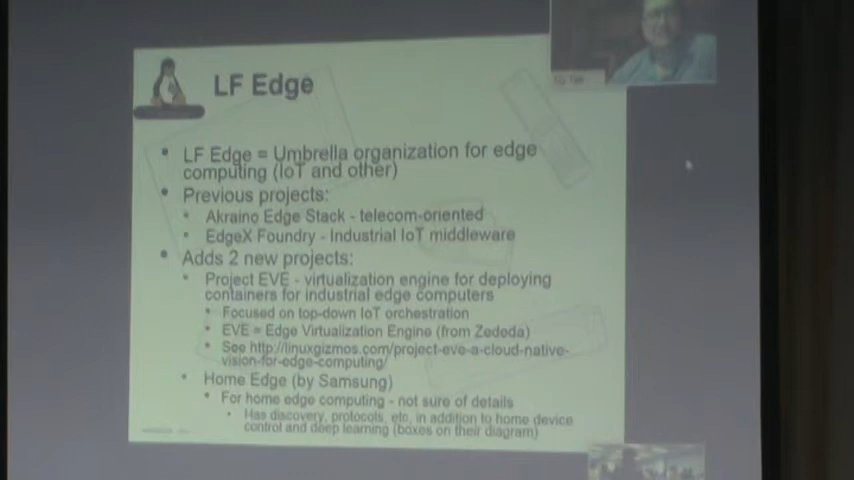 LF Edge
• LF Edge = Umbrella organization for edge
computing (IoT and other)
• Previous projects:
• Akraino Edge Stack - telecom-oriented
• EdgeX Foundry - Industrial IoT middleware
• Adds 2 new projects:
• Project EVE - virtualization engine for deploying
containers for industrial edge computers
• Focused on top-down IoT orchestration
• EVE = Edge Virtualization Engine (from Zededa)
• See http://linuxgizmos.com/project-eve-a-cloud-native-
vision-for-edge-computing/
• Home Edge (by Samsung)
• For home edge computing - not sure of details
• Has discovery, protocols, etc, in addition to home device
control and deep learning (boxes on their diagram)